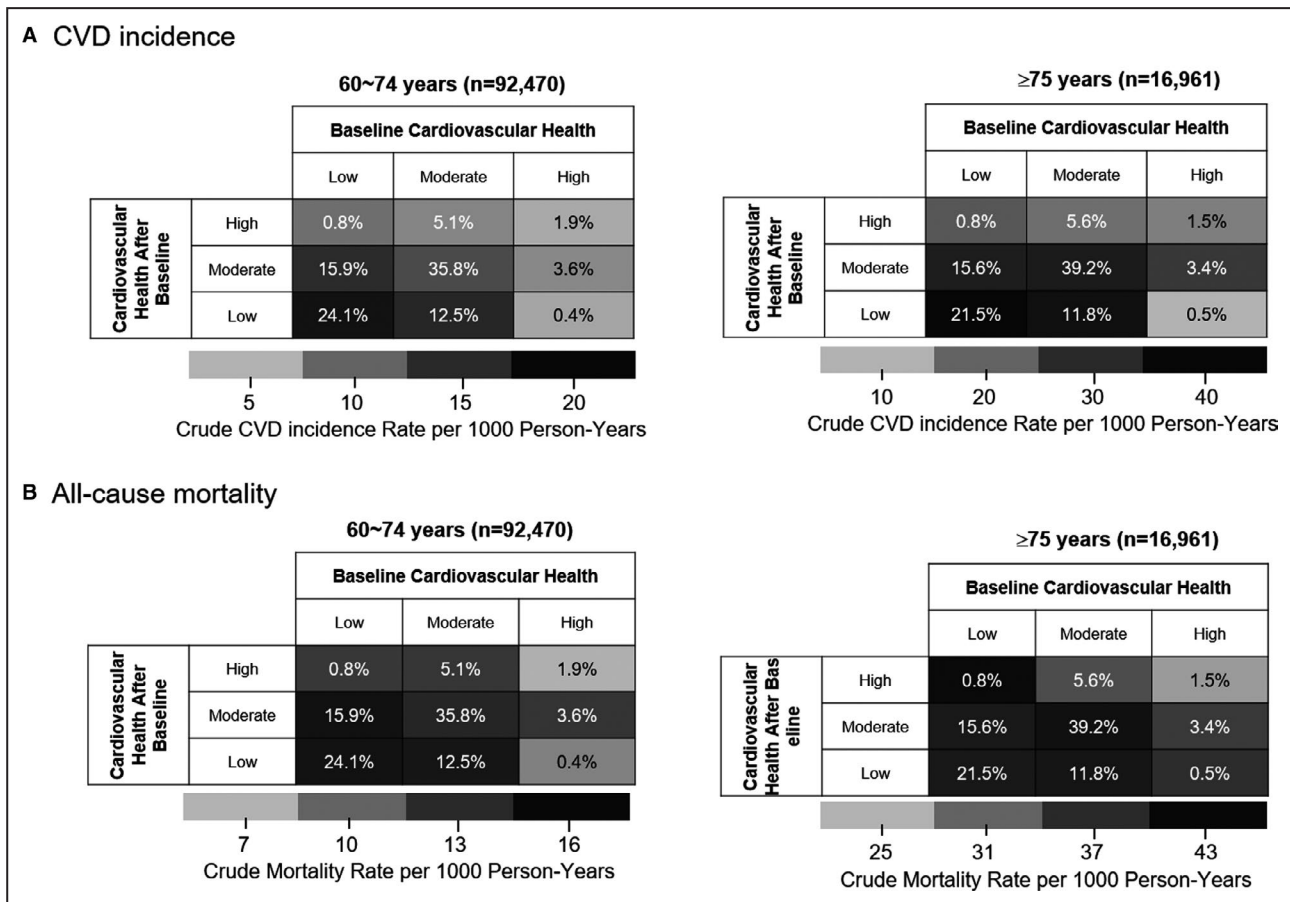 A CVD incidence
60~74 years (n=92,470)
Baseline Cardiovascular Health
Low Moderate High
Cardiovascular
Health After
Baseline
High 0.8% 5.1% 1.9%
Moderate 15.9% 35.8% 3.6%
Low 24.1% 12.5% 0.4%
5 10 15 20
Crude CVD incidence Rate per 1000 Person-Years
≥75 years (n=16,961)
Baseline Cardiovascular Health
Low Moderate High
Cardiovascular
Health After
Baseline
High 0.8% 5.6% 1.5%
Moderate 15.6% 39.2% 3.4%
Low 21.5% 11.8% 0.5%
10 20 30 40
Crude CVD incidence Rate per 1000 Person-Years
B All-cause mortality
60~74 years (n=92,470)
Baseline Cardiovascular Health
Low Moderate High
Cardiovascular
Health After
Baseline
High 0.8% 5.1% 1.9%
Moderate 15.9% 35.8% 3.6%
Low 24.1% 12.5% 0.4%
7 10 13 16
Crude Mortality Rate per 1000 Person-Years
≥75 years (n=16,961)
Baseline Cardiovascular Health
Low Moderate High
Cardiovascular
Health After Bas
eline
High 0.8% 5.6% 1.5%
Moderate 15.6% 39.2% 3.4%
Low 21.5% 11.8% 0.5%
25 31 37 43
Crude Mortality Rate per 1000 Person-Years